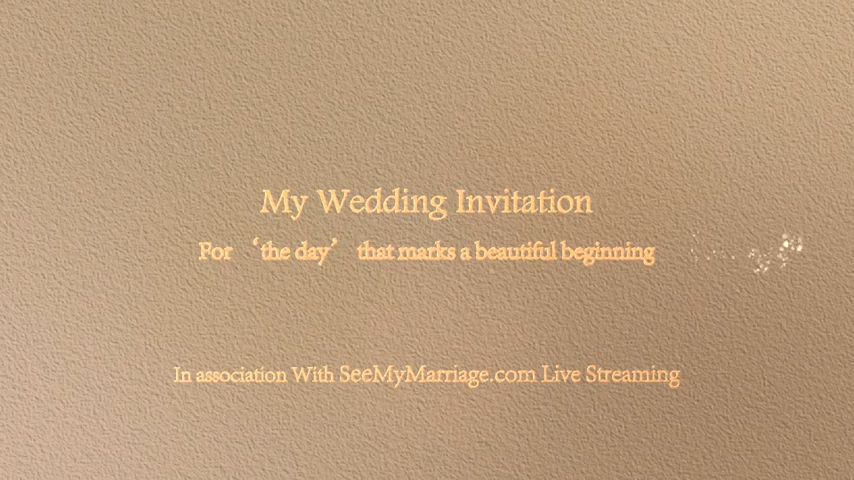 My Wedding Invitation
For ‘the day’ that marks a beautiful beginning
In association With SeeMyMarriage.com Live Streaming